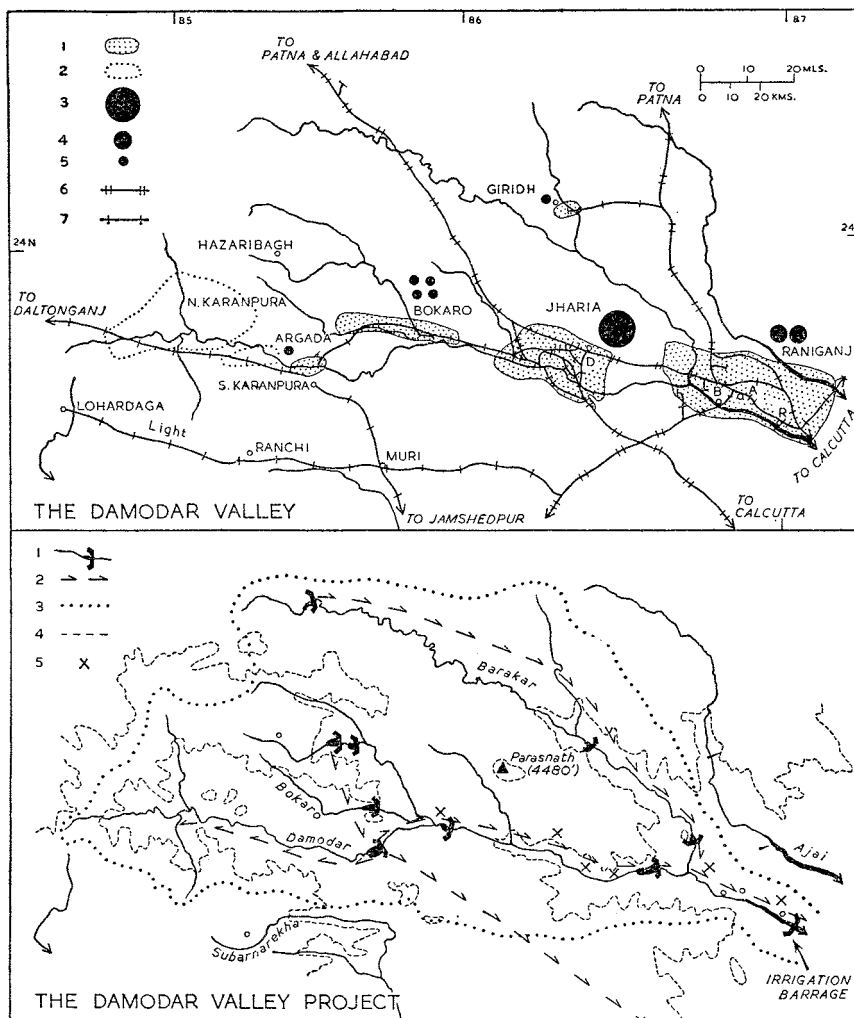 85
86
87
TO
PATNA & ALLAHABAD
0 10 20 MLS.
0 10 20 KMS.
TO
PATNA
1
2
3
4
5
6
7
GIRIDH
24N
24
HAZARIBAGH
N. KARANPURA
BOKARO
JHARIA
TO
DALTONGANJ
ARGADA
RANIGANJ
D
S. KARANPURA
L
B
A
R
LOHARDAGA
Light
RANCHI
MURI
TO CALCUTTA
THE DAMODAR VALLEY
TO JAMSHEDPUR
TO
CALCUTTA
1
2
3
4
5
Barakar
Parasnath
(4480')
Bokaro
Damodar
Ajai
Subarnarekha
IRRIGATION
BARRAGE
THE DAMODAR VALLEY PROJECT